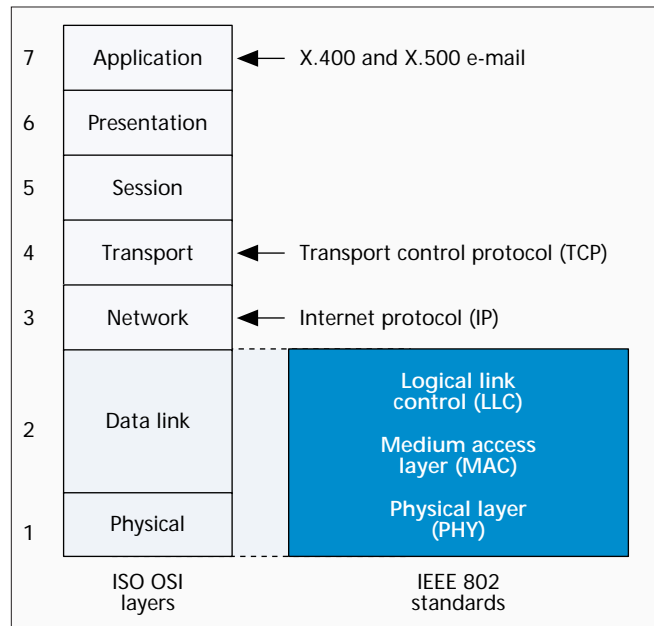 7 Application X.400 and X.500 e-mail
6 Presentation
5 Session
4 Transport Transport control protocol (TCP)
3 Network Internet protocol (IP)
2 Data link
Logical link
control (LLC)
Medium access
layer (MAC)
1 Physical
Physical layer
(PHY)
ISO OSI
layers
IEEE 802
standards